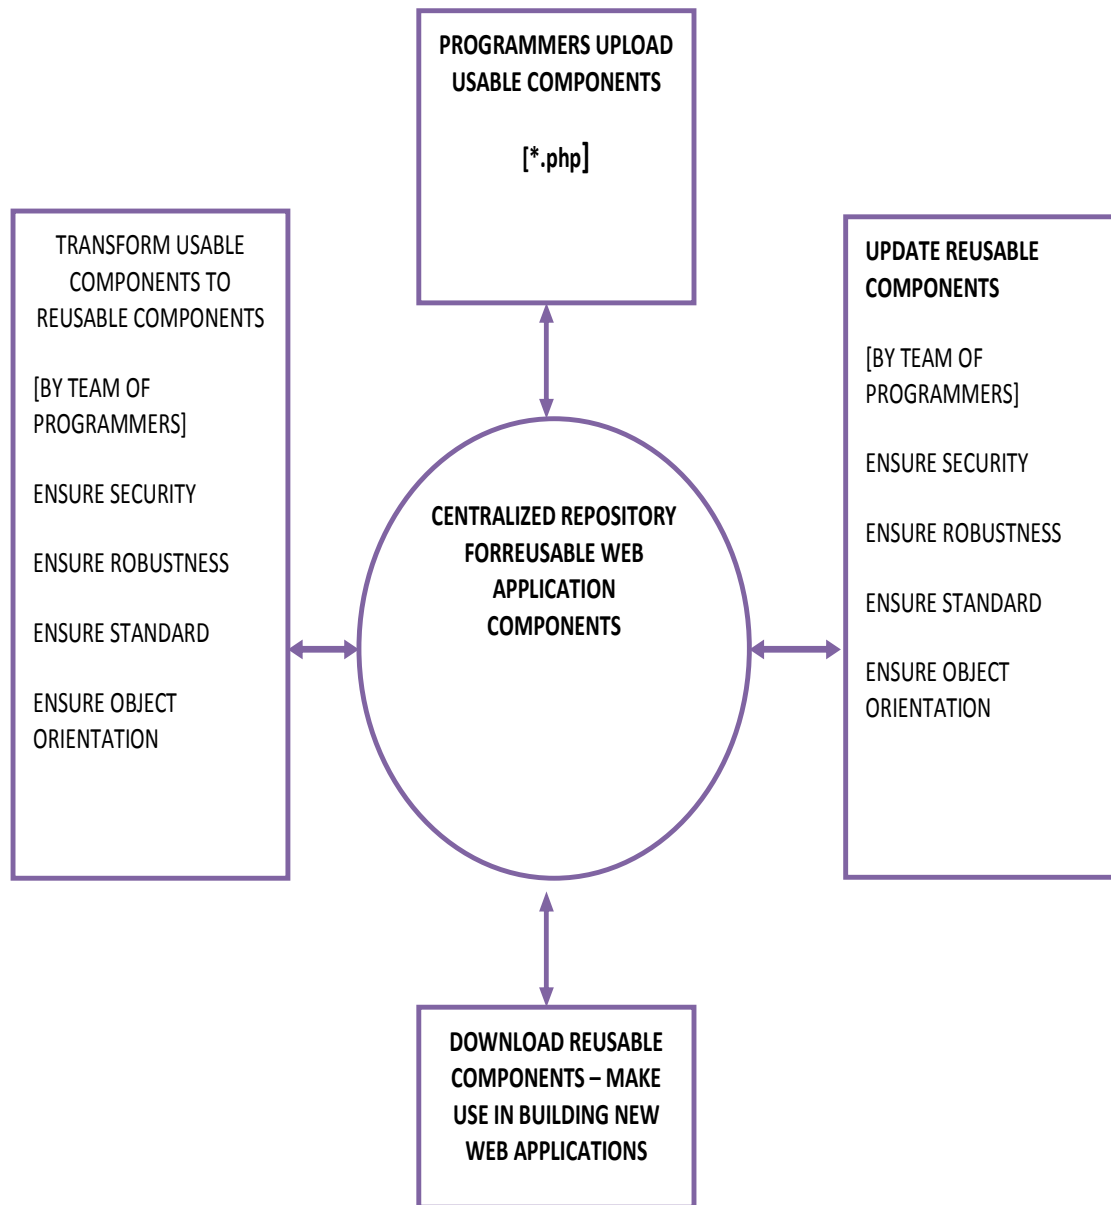 PROGRAMMERS UPLOAD
USABLE COMPONENTS
[*.php]
TRANSFORM USABLE
COMPONENTS TO
REUSABLE COMPONENTS
[BY TEAM OF
PROGRAMMERS]
ENSURE SECURITY
ENSURE ROBUSTNESS
ENSURE STANDARD
ENSURE OBJECT
ORIENTATION
CENTRALIZED REPOSITORY
FORREUSABLE WEB
APPLICATION
COMPONENTS
UPDATE REUSABLE
COMPONENTS
[BY TEAM OF
PROGRAMMERS]
ENSURE SECURITY
ENSURE ROBUSTNESS
ENSURE STANDARD
ENSURE OBJECT
ORIENTATION
DOWNLOAD REUSABLE
COMPONENTS – MAKE
USE IN BUILDING NEW
WEB APPLICATIONS